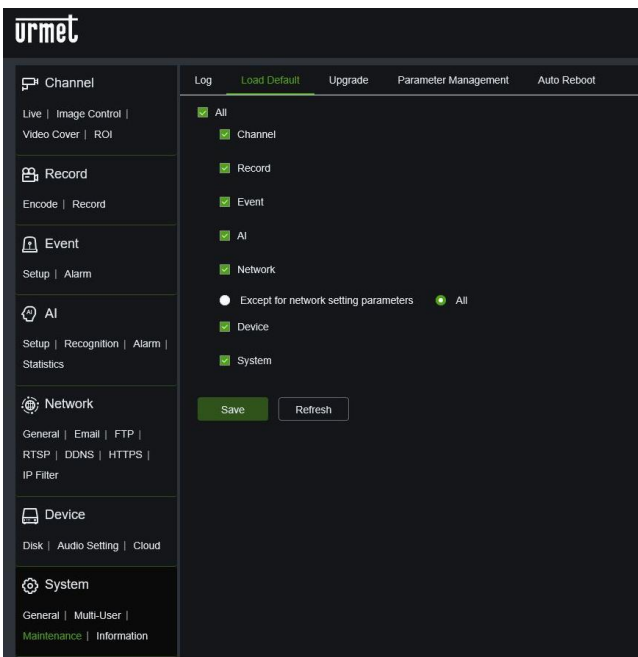 urmet
Channel
Live | Image Control |
Video Cover | ROI
Record
Encode | Record
Event
Setup | Alarm
AI
Setup | Recognition | Alarm |
Statistics
Network
General | Email | FTP |
RTSP | DDNS | HTTPS |
IP Filter
Device
Disk | Audio Setting | Cloud
System
General | Multi-User |
Maintenance | Information
Log Load Default Upgrade Parameter Management Auto Reboot
All
Channel
Record
Event
AI
Network
Except for network setting parameters All
Device
System
Save Refresh